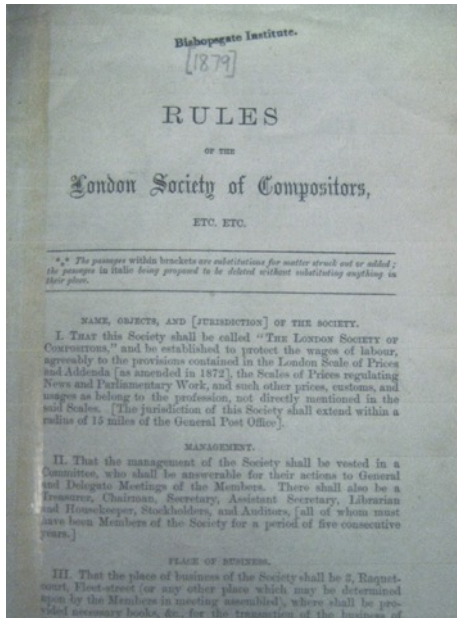 Bishopsgate Institute.
[1879]
RULES
OF THE
London Society of Compositors,
ETC. ETC.
*** The passages within brackets are substitutions for matter struck out or added;
the passages in italic being proposed to be deleted without substituting anything in
their place.
NAME, OBJECTS, AND [JURISDICTION] OF THE SOCIETY.
I. THAT this Society shall be called "THE LONDON SOCIETY OF
COMPOSITORS," and be established to protect the wages of labour,
agreeably to the provisions contained in the London Scale of Prices
and Addenda [as amended in 1872], the Scales of Prices regulating
News and Parliamentary Work, and such other prices, customs, and
usages as belong to the profession, not directly mentioned in the
said Scales. [The jurisdiction of this Society shall extend within a
radius of 15 miles of the General Post Office].
MANAGEMENT.
II. That the management of the Society shall be vested in a
Committee, who shall be answerable for their actions to General
and Delegate Meetings of the Members. There shall also be a
Treasurer, Chairman, Secretary, Assistant Secretary, Librarian
and Housekeeper, Stockholders, and Auditors, [all of whom must
have been Members of the Society for a period of five consecutive
years.]
PLACE OF BUSINESS.
III. That the place of business of the Society shall be 3, Raquet-
court, Fleet-street (or any other place which may be determined
upon by the Members in meeting assembled), where shall be pro-
vided necessary books, &c., for the transaction of the business of